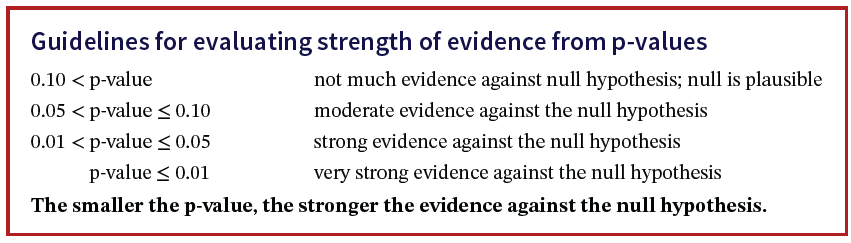 Guidelines for evaluating strength of evidence from p-values
0.10 < p-value not much evidence against null hypothesis; null is plausible
0.05 < p-value ≤ 0.10 moderate evidence against the null hypothesis
0.01 < p-value ≤ 0.05 strong evidence against the null hypothesis
p-value ≤ 0.01 very strong evidence against the null hypothesis
The smaller the p-value, the stronger the evidence against the null hypothesis.